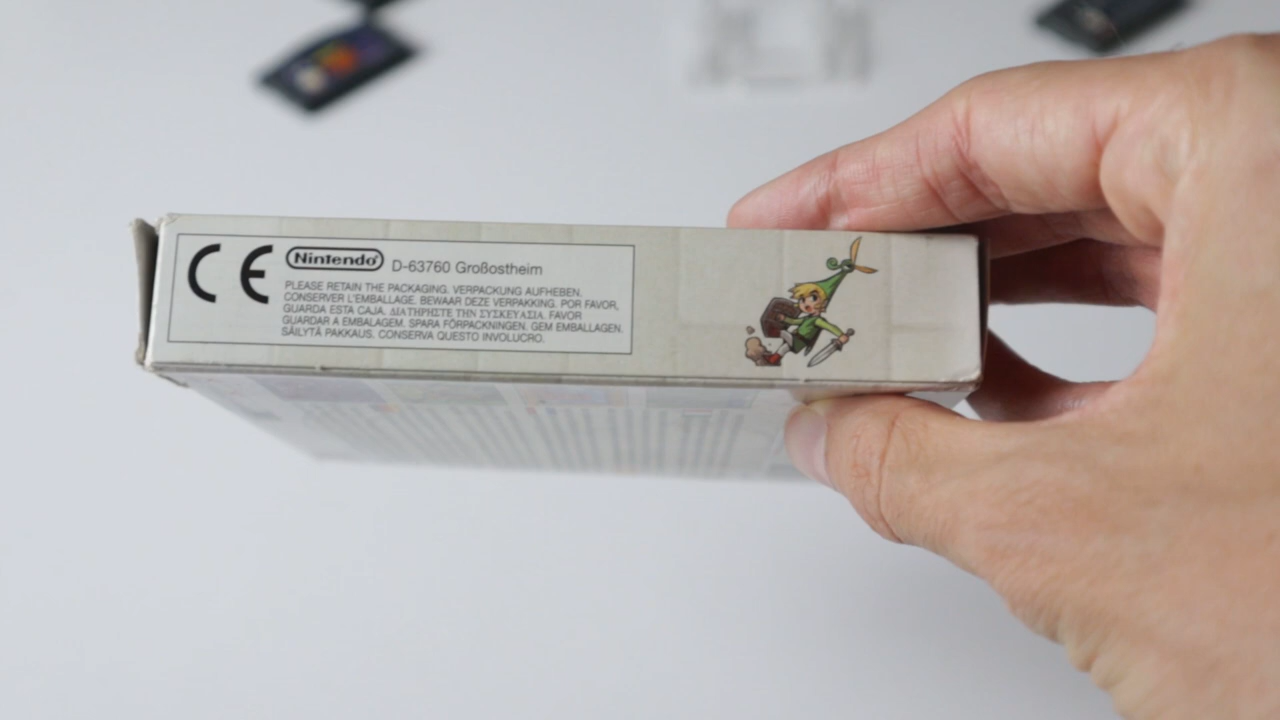 CE Nintendo D-63760 Großostheim
PLEASE RETAIN THE PACKAGING. VERPACKUNG AUFHEBEN.
CONSERVER L'EMBALLAGE. BEWAAR DEZE VERPAKKING. POR FAVOR,
GUARDA ESTA CAJA. ΔΙΑΤΗΡΗΣΤΕ ΤΗΝ ΣΥΣΚΕΥΑΣΙΑ. FAVOR
GUARDAR A EMBALAGEM. SPARA FÖRPACKNINGEN. GEM EMBALLAGEN.
SÄILYTÄ PAKKAUS. CONSERVA QUESTO INVOLUCRO.